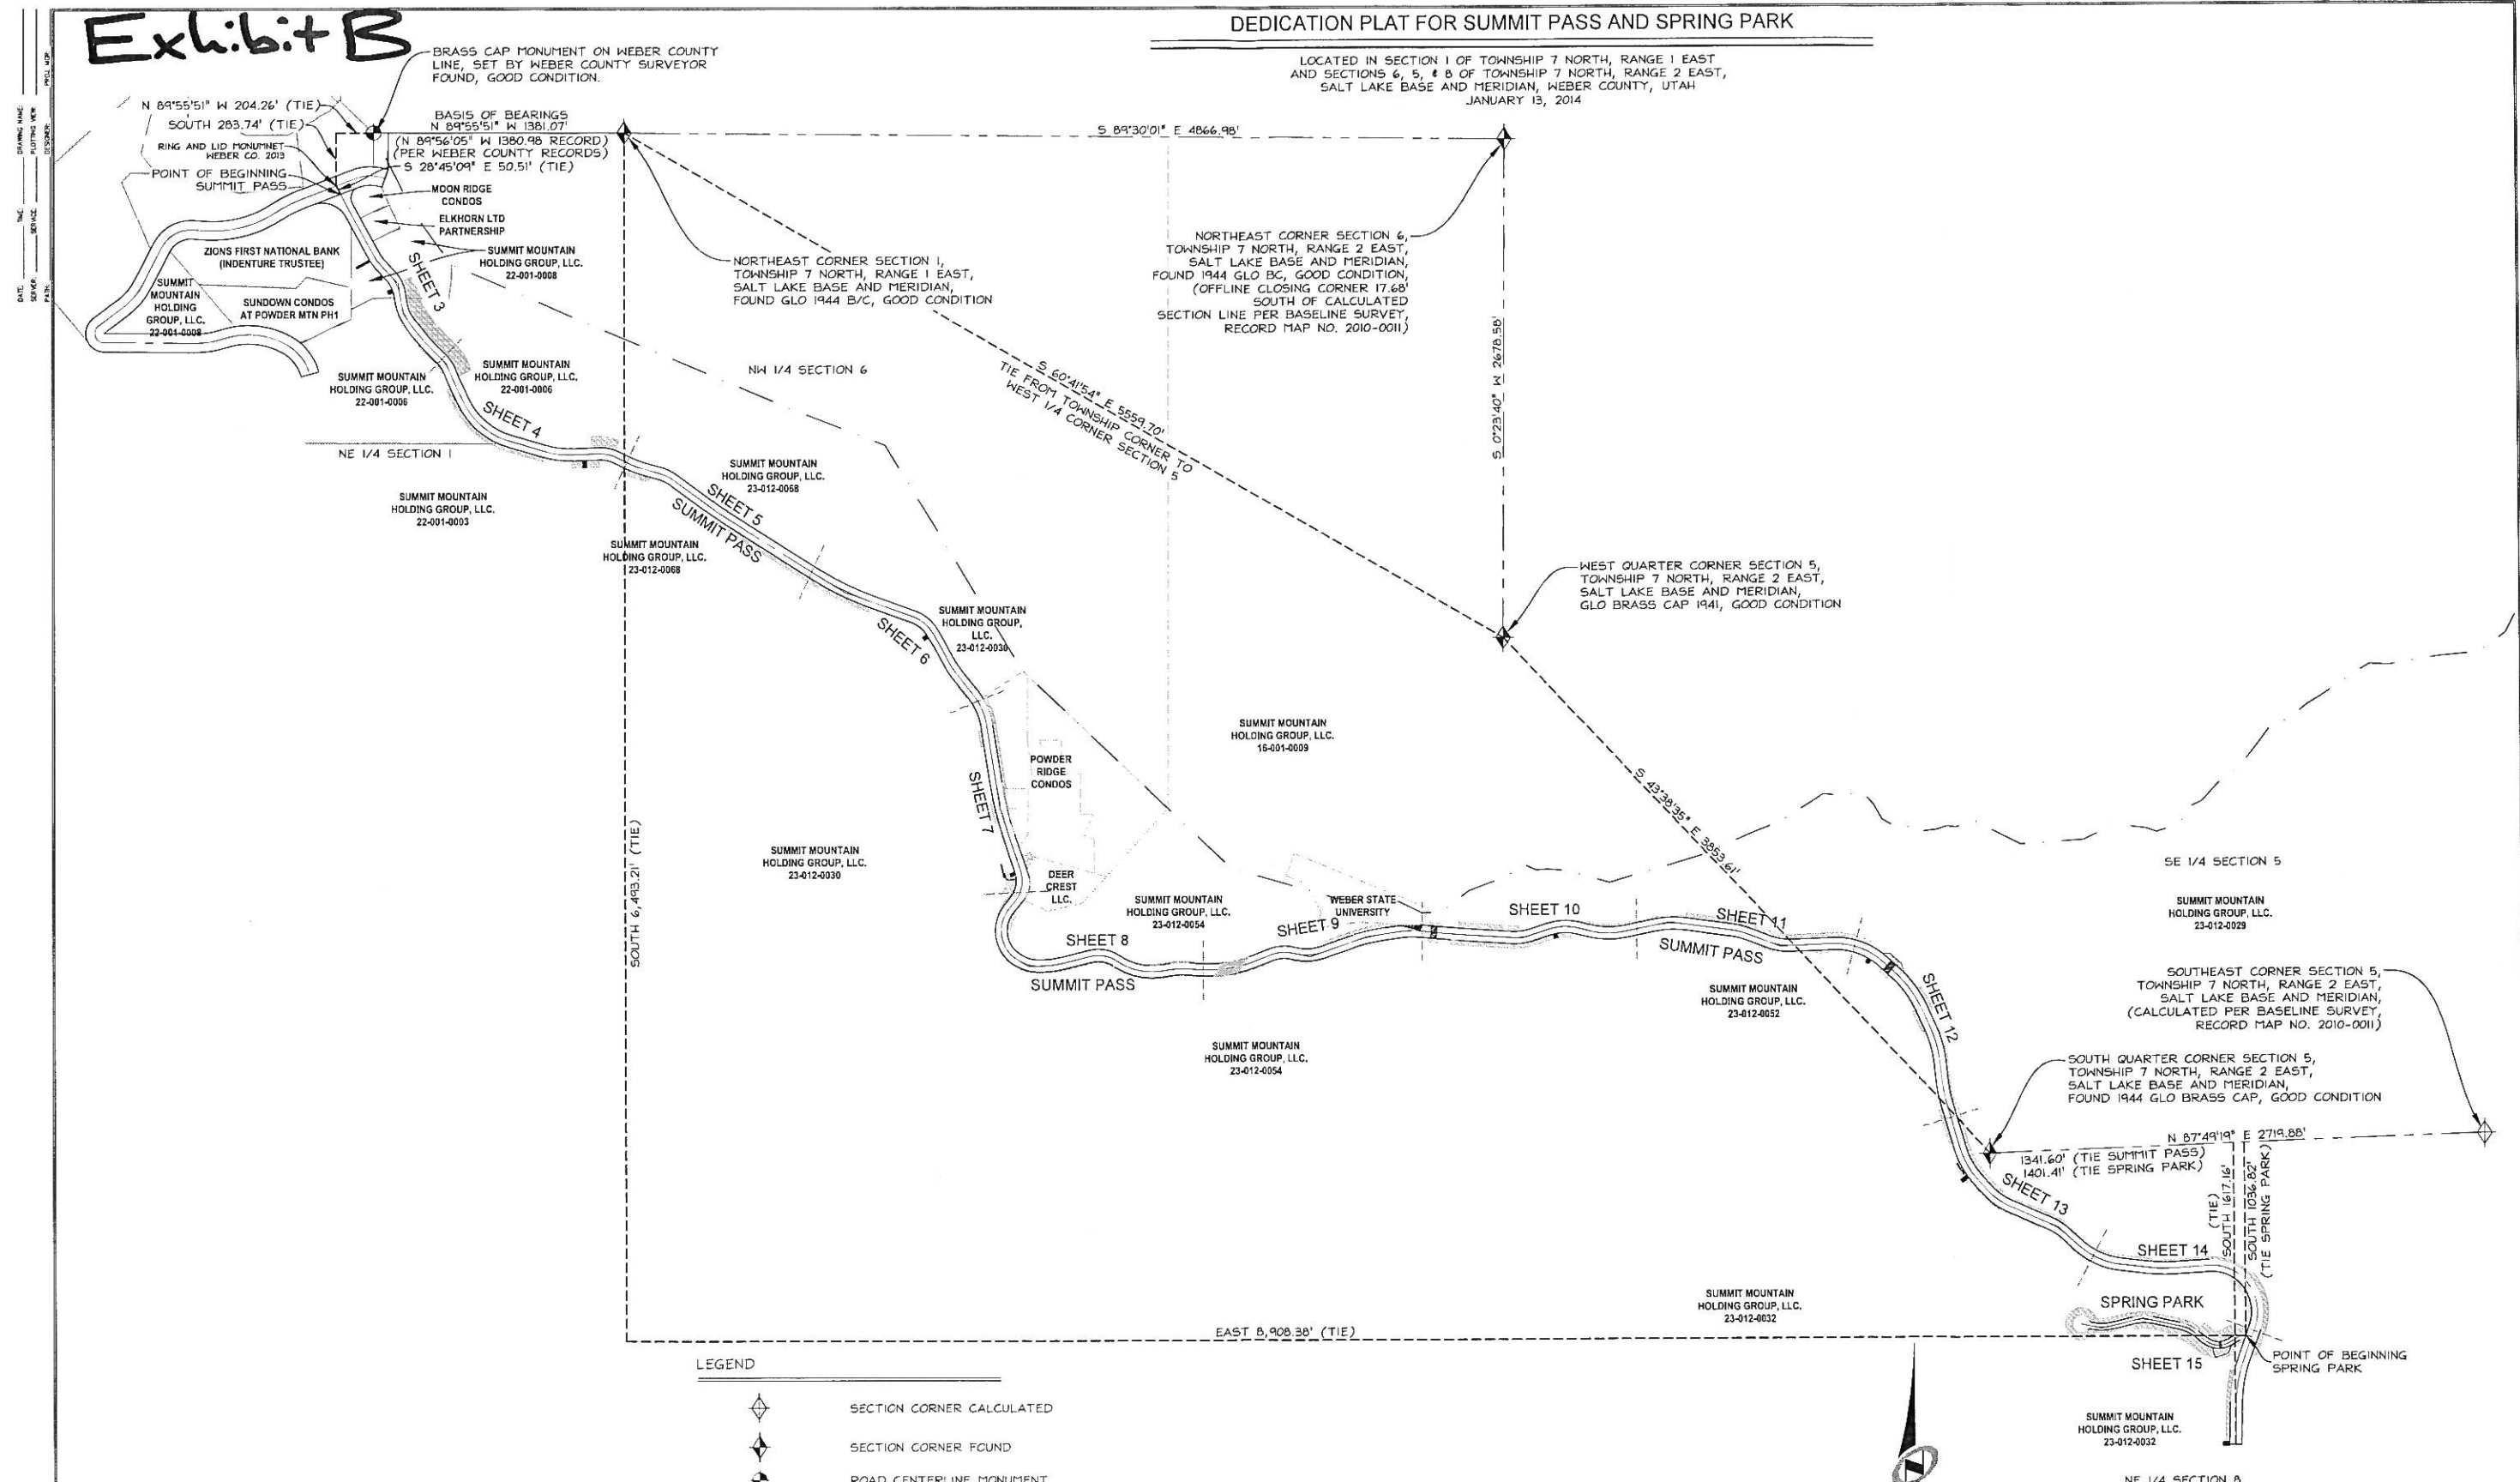 Exhibit B
DEDICATION PLAT FOR SUMMIT PASS AND SPRING PARK
LOCATED IN SECTION 1 OF TOWNSHIP 7 NORTH, RANGE 1 EAST
AND SECTIONS 6, 5, & 8 OF TOWNSHIP 7 NORTH, RANGE 2 EAST,
SALT LAKE BASE AND MERIDIAN, WEBER COUNTY, UTAH
JANUARY 13, 2014
DATE:
TIME:
DRAWING NAME:
SERVER:
SERVICE:
PLOTTING VIEW:
PATH:
DESIGNER:
PROJ. MGR:
BRASS CAP MONUMENT ON WEBER COUNTY
LINE, SET BY WEBER COUNTY SURVEYOR
FOUND, GOOD CONDITION.
N 89°55'51" W 204.26' (TIE)
SOUTH 283.74' (TIE)
RING AND LID MONUMNET
WEBER CO. 2013
POINT OF BEGINNING
SUMMIT PASS
BASIS OF BEARINGS
N 89°55'51" W 1381.07'
(N 89°56'05" W 1380.98 RECORD)
(PER WEBER COUNTY RECORDS)
S 28°45'09" E 50.51' (TIE)
S 89°30'01" E 4866.98'
MOON RIDGE
CONDOS
ELKHORN LTD
PARTNERSHIP
SUMMIT MOUNTAIN
HOLDING GROUP, LLC.
22-001-0008
ZIONS FIRST NATIONAL BANK
(INDENTURE TRUSTEE)
SUMMIT
MOUNTAIN
HOLDING
GROUP, LLC.
22-001-0008
SUNDOWN CONDOS
AT POWDER MTN PH1
SHEET 3
NORTHEAST CORNER SECTION 1,
TOWNSHIP 7 NORTH, RANGE 1 EAST,
SALT LAKE BASE AND MERIDIAN,
FOUND GLO 1944 B/C, GOOD CONDITION
NORTHEAST CORNER SECTION 6,
TOWNSHIP 7 NORTH, RANGE 2 EAST,
SALT LAKE BASE AND MERIDIAN,
FOUND 1944 GLO BC, GOOD CONDITION,
(OFFLINE CLOSING CORNER 17.68'
SOUTH OF CALCULATED
SECTION LINE PER BASELINE SURVEY,
RECORD MAP NO. 2010-0011)
S 0°23'40" W 2678.58'
SUMMIT MOUNTAIN
HOLDING GROUP, LLC.
22-001-0006
SUMMIT MOUNTAIN
HOLDING GROUP, LLC.
22-001-0006
NW 1/4 SECTION 6
S 60°41'54" E 5559.70'
TIE FROM TOWNSHIP CORNER TO
WEST 1/4 CORNER SECTION 5
SHEET 4
NE 1/4 SECTION 1
SUMMIT MOUNTAIN
HOLDING GROUP, LLC.
22-001-0003
SUMMIT MOUNTAIN
HOLDING GROUP, LLC.
23-012-0068
SHEET 5
SUMMIT PASS
SUMMIT MOUNTAIN
HOLDING GROUP, LLC.
23-012-0068
WEST QUARTER CORNER SECTION 5,
TOWNSHIP 7 NORTH, RANGE 2 EAST,
SALT LAKE BASE AND MERIDIAN,
GLO BRASS CAP 1941, GOOD CONDITION
SUMMIT MOUNTAIN
HOLDING GROUP,
LLC.
23-012-0030
SHEET 6
SUMMIT MOUNTAIN
HOLDING GROUP, LLC.
16-001-0009
POWDER
RIDGE
CONDOS
SHEET 7
S 43°38'35" E 3853.61'
SOUTH 6,493.21' (TIE)
SUMMIT MOUNTAIN
HOLDING GROUP, LLC.
23-012-0030
DEER
CREST
LLC.
SUMMIT MOUNTAIN
HOLDING GROUP, LLC.
23-012-0054
WEBER STATE
UNIVERSITY
SE 1/4 SECTION 5
SUMMIT MOUNTAIN
HOLDING GROUP, LLC.
23-012-0029
SHEET 8
SUMMIT PASS
SHEET 9
SHEET 10
SHEET 11
SUMMIT PASS
SUMMIT MOUNTAIN
HOLDING GROUP, LLC.
23-012-0052
SHEET 12
SUMMIT MOUNTAIN
HOLDING GROUP, LLC.
23-012-0054
SOUTHEAST CORNER SECTION 5,
TOWNSHIP 7 NORTH, RANGE 2 EAST,
SALT LAKE BASE AND MERIDIAN,
(CALCULATED PER BASELINE SURVEY,
RECORD MAP NO. 2010-0011)
SOUTH QUARTER CORNER SECTION 5,
TOWNSHIP 7 NORTH, RANGE 2 EAST,
SALT LAKE BASE AND MERIDIAN,
FOUND 1944 GLO BRASS CAP, GOOD CONDITION
N 87°49'19" E 2719.88'
1341.60' (TIE SUMMIT PASS)
1401.41' (TIE SPRING PARK)
(TIE)
SOUTH 1617.16'
SOUTH 1036.82'
(TIE SPRING PARK)
SHEET 13
SHEET 14
SPRING PARK
SUMMIT MOUNTAIN
HOLDING GROUP, LLC.
23-012-0032
EAST 8,908.38' (TIE)
SHEET 15
POINT OF BEGINNING
SPRING PARK
SUMMIT MOUNTAIN
HOLDING GROUP, LLC.
23-012-0032
NE 1/4 SECTION 8
LEGEND
SECTION CORNER CALCULATED
SECTION CORNER FOUND
ROAD CENTERLINE MONUMENT
N